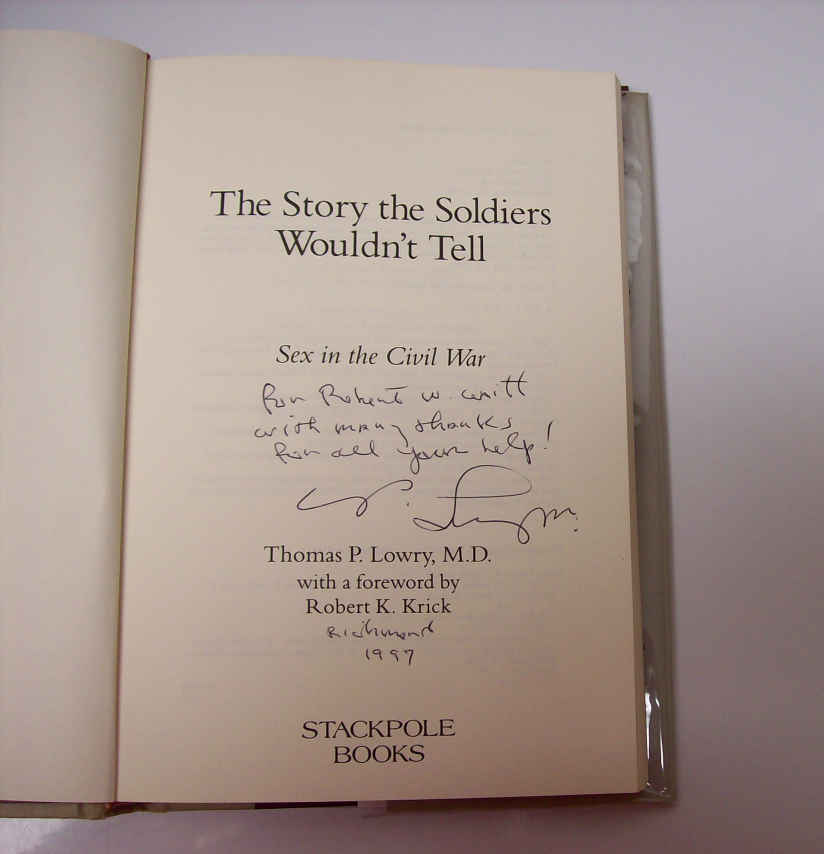 The Story the Soldiers
Wouldn't Tell
Sex in the Civil War
for Robert W. Witt
with many thanks
for all your help!
Thomas P. Lowry, M.D.
with a foreword by
Robert K. Krick
Richmond
1997
STACKPOLE
BOOKS